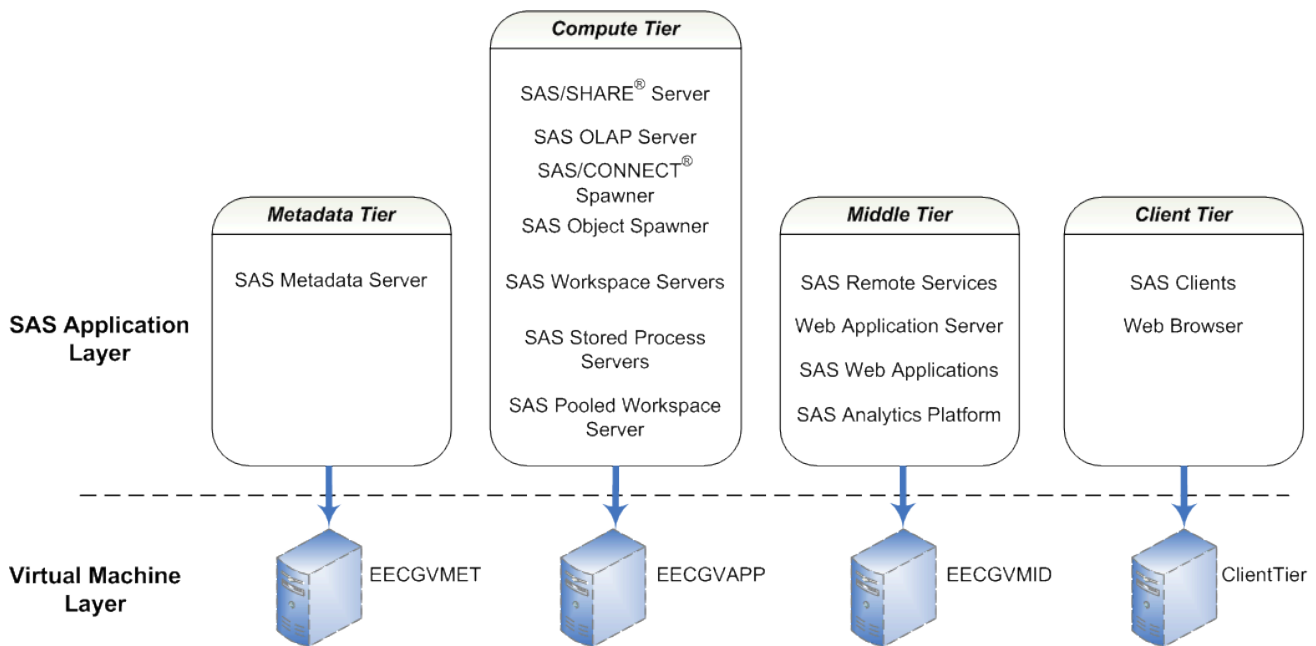 Compute Tier
SAS/SHARE® Server
SAS OLAP Server
SAS/CONNECT®
Spawner
SAS Object Spawner
SAS Workspace Servers
SAS Stored Process
Servers
SAS Pooled Workspace
Server
Metadata Tier
SAS Metadata Server
Middle Tier
SAS Remote Services
Web Application Server
SAS Web Applications
SAS Analytics Platform
Client Tier
SAS Clients
Web Browser
SAS Application
Layer
Virtual Machine
Layer
EECGVMET
EECGVAPP
EECGVMID
ClientTier